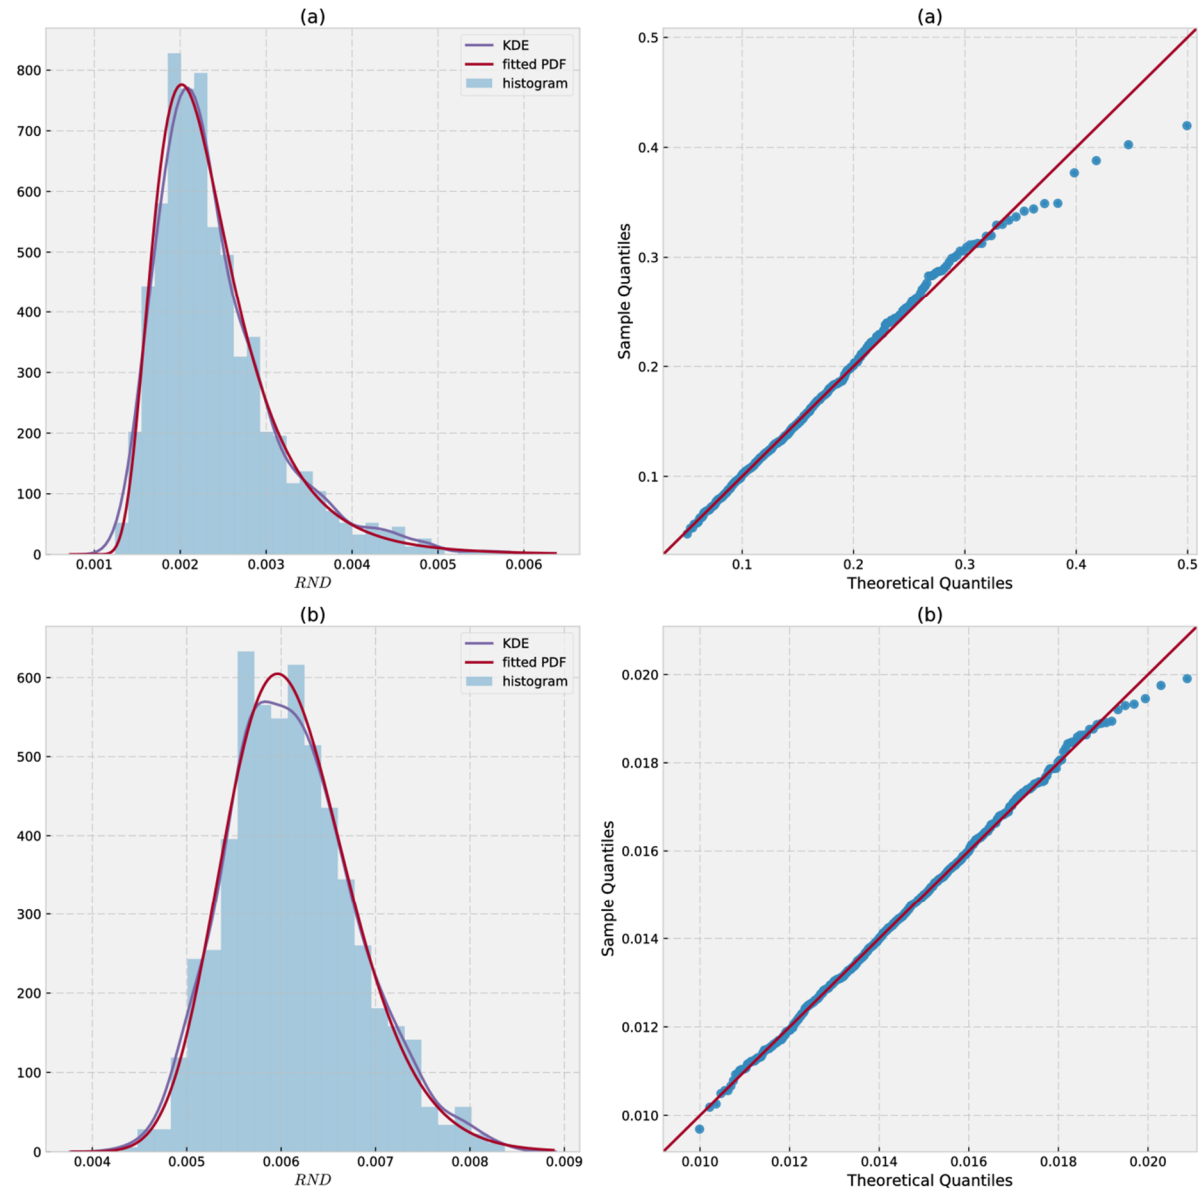 (a)
KDE
fitted PDF
histogram
800
700
600
500
400
300
200
100
0
0.001 0.002 0.003 0.004 0.005 0.006
RND
(a)
0.5
0.4
0.3
0.2
0.1
Sample Quantiles
0.1 0.2 0.3 0.4 0.5
Theoretical Quantiles
(b)
KDE
fitted PDF
histogram
600
500
400
300
200
100
0
0.004 0.005 0.006 0.007 0.008 0.009
RND
(b)
0.020
0.018
0.016
0.014
0.012
0.010
Sample Quantiles
0.010 0.012 0.014 0.016 0.018 0.020
Theoretical Quantiles